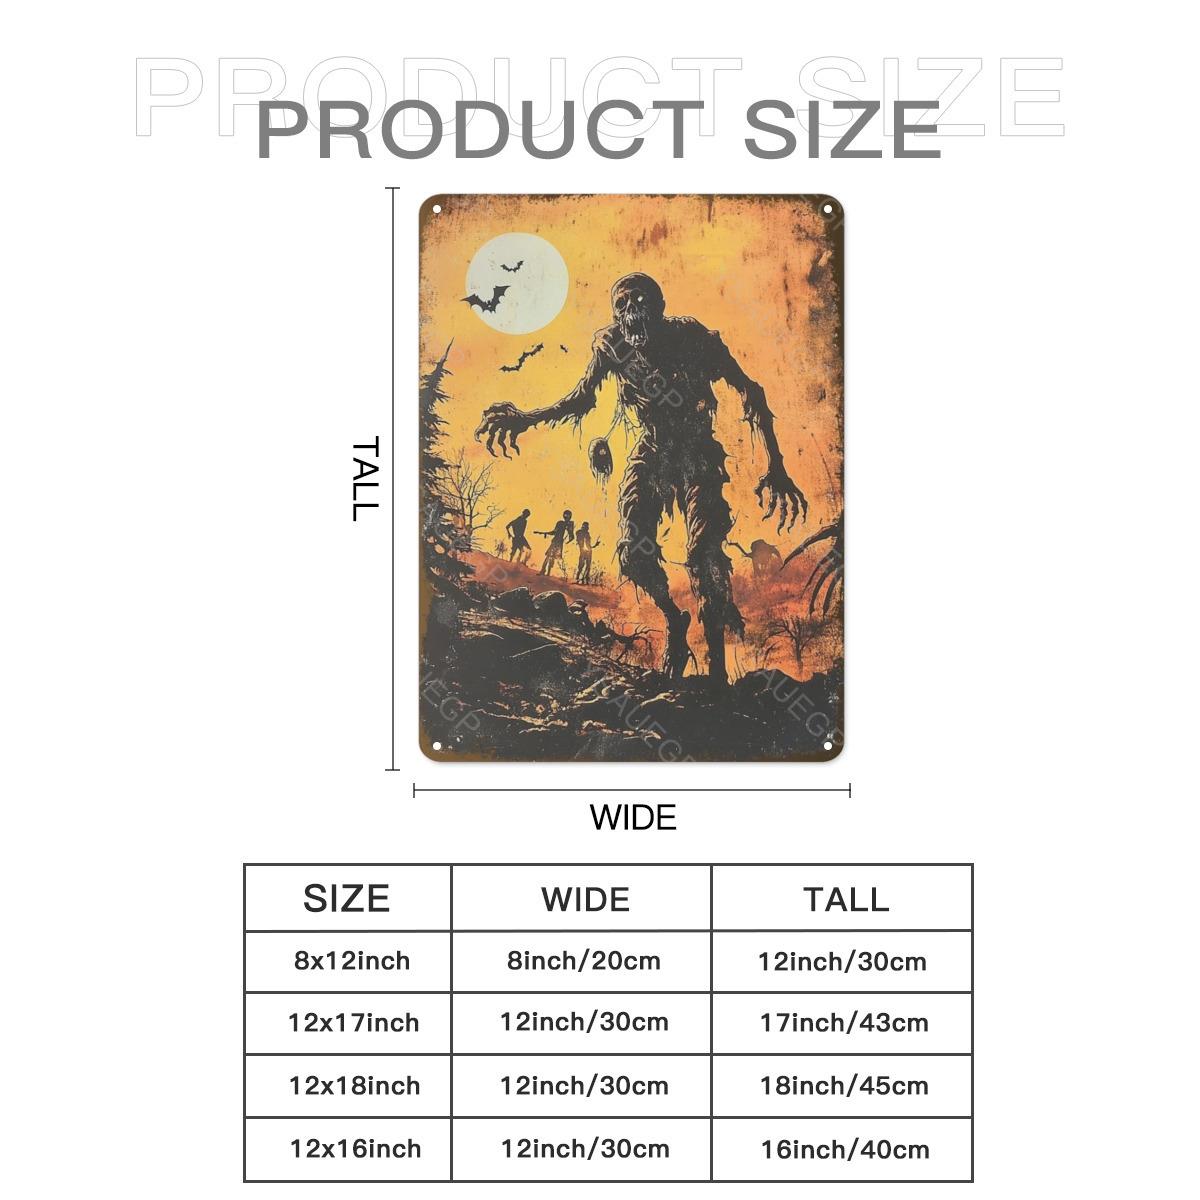 PRODUCT SIZE
PRODUCT SIZE
TALL
WIDE
SIZE WIDE TALL
8x12inch 8inch/20cm 12inch/30cm
12x17inch 12inch/30cm 17inch/43cm
12x18inch 12inch/30cm 18inch/45cm
12x16inch 12inch/30cm 16inch/40cm